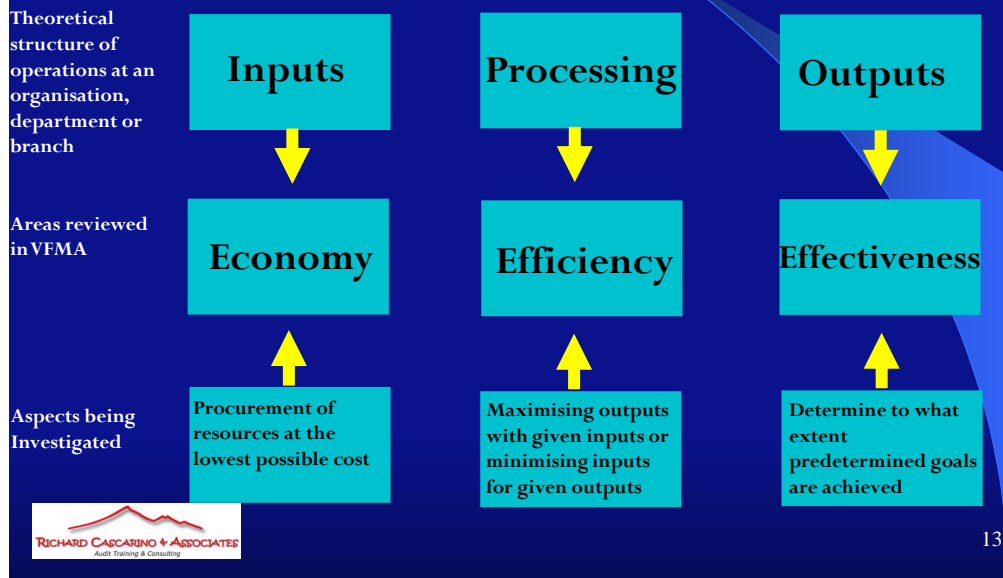 Theoretical
structure of
operations at an
organisation,
department or
branch
Inputs
Processing
Outputs
Areas reviewed
in VFMA
Economy
Efficiency
Effectiveness
Aspects being
Investigated
Procurement of
resources at the
lowest possible cost
Maximising outputs
with given inputs or
minimising inputs
for given outputs
Determine to what
extent
predetermined goals
are achieved
RICHARD CASCARINO & ASSOCIATES
Audit Training & Consulting
13